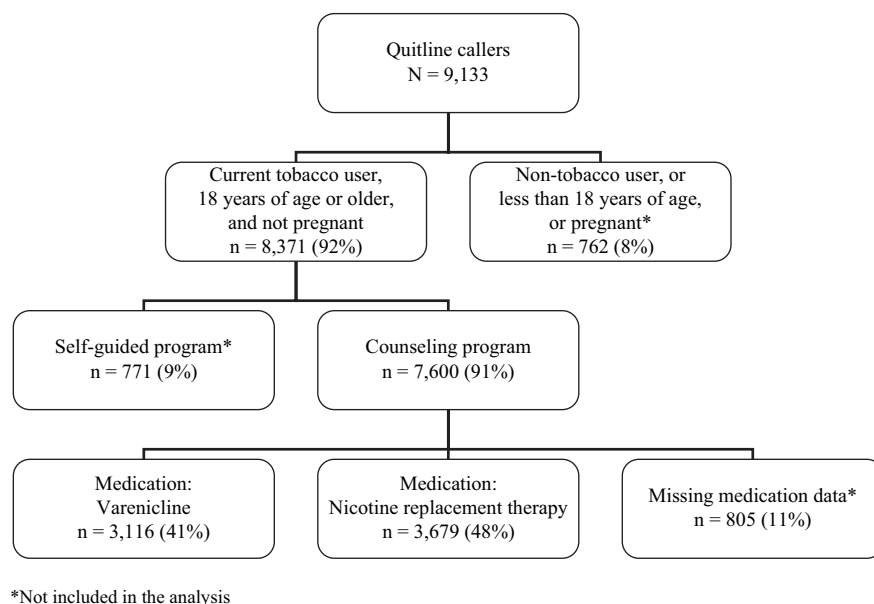 Quitline callers
N = 9,133
Current tobacco user,
18 years of age or older,
and not pregnant
n = 8,371 (92%)
Non-tobacco user, or
less than 18 years of age,
or pregnant*
n = 762 (8%)
Self-guided program*
n = 771 (9%)
Counseling program
n = 7,600 (91%)
Medication:
Varenicline
n = 3,116 (41%)
Medication:
Nicotine replacement therapy
n = 3,679 (48%)
Missing medication data*
n = 805 (11%)
*Not included in the analysis